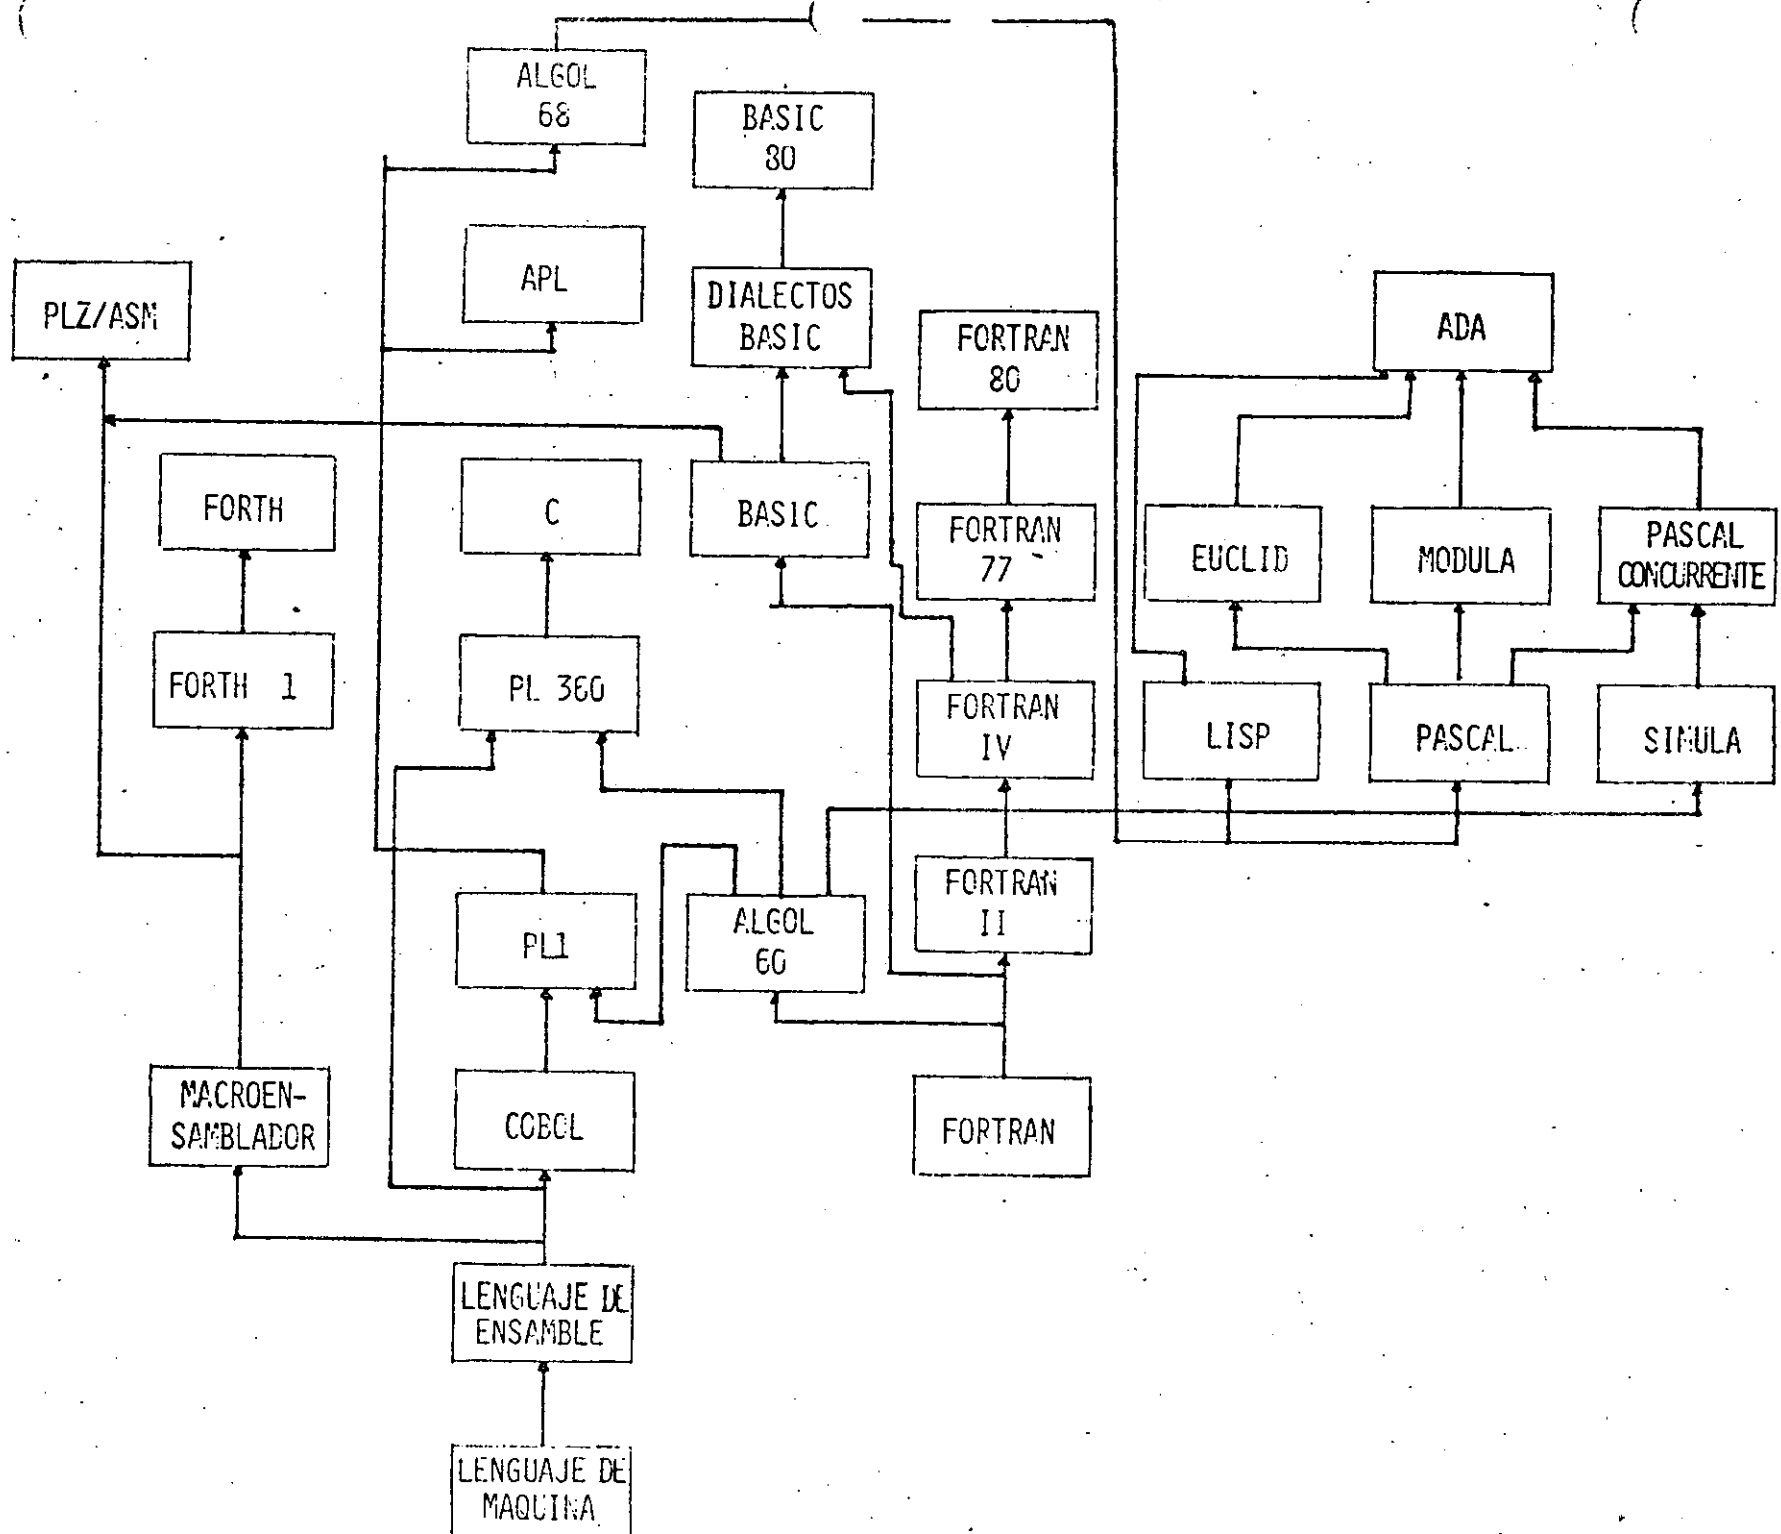 ALGOL
68
BASIC
80
APL
PLZ/ASM
DIALECTOS
BASIC
FORTRAN
80
ADA
FORTH
C
BASIC
FORTRAN
77
EUCLID
MODULA
PASCAL
CONCURRENTE
FORTH 1
PL 360
FORTRAN
IV
LISP
PASCAL
SIMULA
PL1
ALGOL
60
FORTRAN
II
MACROEN-
SAMBLADOR
COBOL
FORTRAN
LENGUAJE DE
ENSAMBLE
LENGUAJE DE
MAQUINA